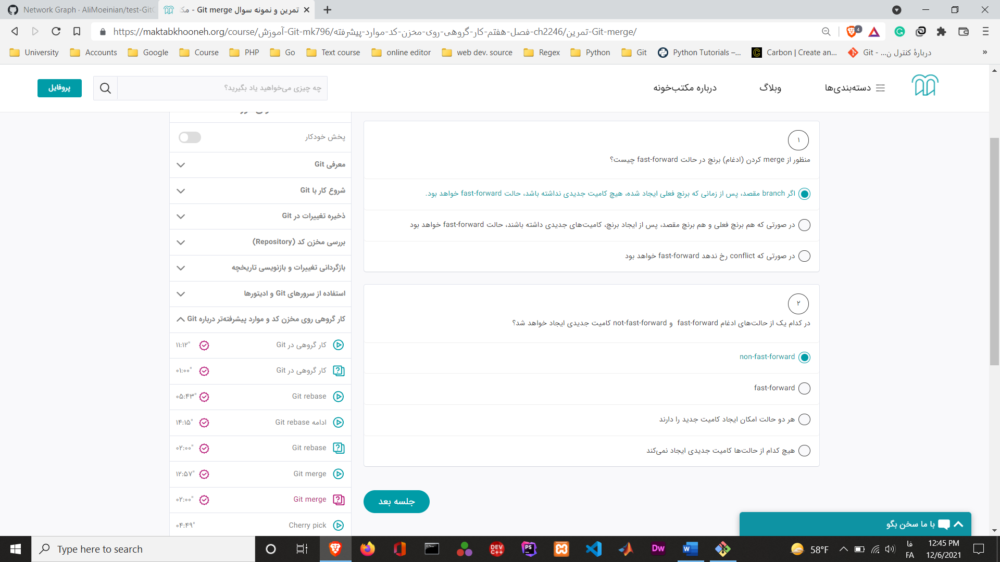 Network Graph · AliMoeinian/test-Git
تمرین و نمونه سوال Git merge - مک
https://maktabkhooneh.org/course/آموزش-Git-mk796/فصل-هفتم-کار-گروهی-روی-مخزن-کد-موارد-پیشرفته-ch2246/تمرین-Git-merge/
4
University
Accounts
Google
Course
PHP
Go
Text course
online editor
web dev. source
Regex
Python
Git
Python Tutorials –...
Carbon | Create an...
Git - ...دربارهٔ کنترل ن
»
دسته‌بندی‌ها
وبلاگ
درباره مکتب‌خونه
چه چیزی می‌خواهید یاد بگیرید؟
پروفایل
۱
منظور از merge کردن (ادغام) برنچ در حالت fast-forward چیست؟
اگر branch مقصد، پس از زمانی که برنچ فعلی ایجاد شده، هیچ کامیت جدیدی نداشته باشد، حالت fast-forward خواهد بود.
در صورتی که هم برنچ فعلی و هم برنچ مقصد، پس از ایجاد برنچ، کامیت‌های جدیدی داشته باشند، حالت fast-forward خواهد بود
در صورتی که conflict رخ ندهد fast-forward خواهد بود
۲
در کدام یک از حالت‌های ادغام fast-forward و not-fast-forward کامیت جدیدی ایجاد خواهد شد؟
non-fast-forward
fast-forward
هر دو حالت امکان ایجاد کامیت جدید را دارند
هیچ کدام از حالت‌ها کامیت جدیدی ایجاد نمی‌کند
جلسه بعد
پخش خودکار
معرفی Git
شروع کار با Git
ذخیره تغییرات در Git
بررسی مخزن کد (Repository)
بازگردانی تغییرات و بازنویسی تاریخچه
استفاده از سرورهای Git و ادیتورها
کار گروهی روی مخزن کد و موارد پیشرفته‌تر درباره Git
کار گروهی در Git ۱۱:۱۲"
کار گروهی در Git ۰۱:۰۰"
Git rebase ۰۵:۴۳"
ادامه Git rebase ۱۴:۱۵"
Git rebase ۰۲:۰۰"
Git merge ۱۲:۵۷"
Git merge ۰۲:۰۰"
Cherry pick ۰۴:۴۹"
با ما سخن بگو
Type here to search
DEV C++
PS
Dw
W
58°F
فا
FA
12:45 PM
12/6/2021